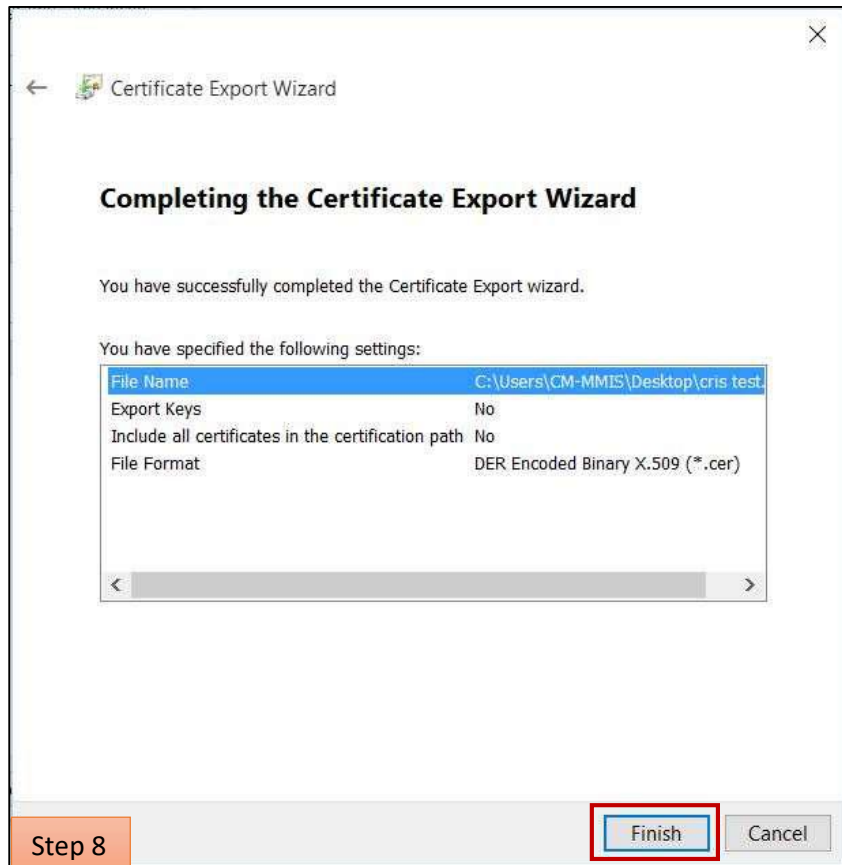 Certificate Export Wizard
Completing the Certificate Export Wizard
You have successfully completed the Certificate Export wizard.
You have specified the following settings:
File Name C:\Users\CM-MMIS\Desktop\cris test.
Export Keys No
Include all certificates in the certification path No
File Format DER Encoded Binary X.509 (*.cer)
Finish Cancel
Step 8